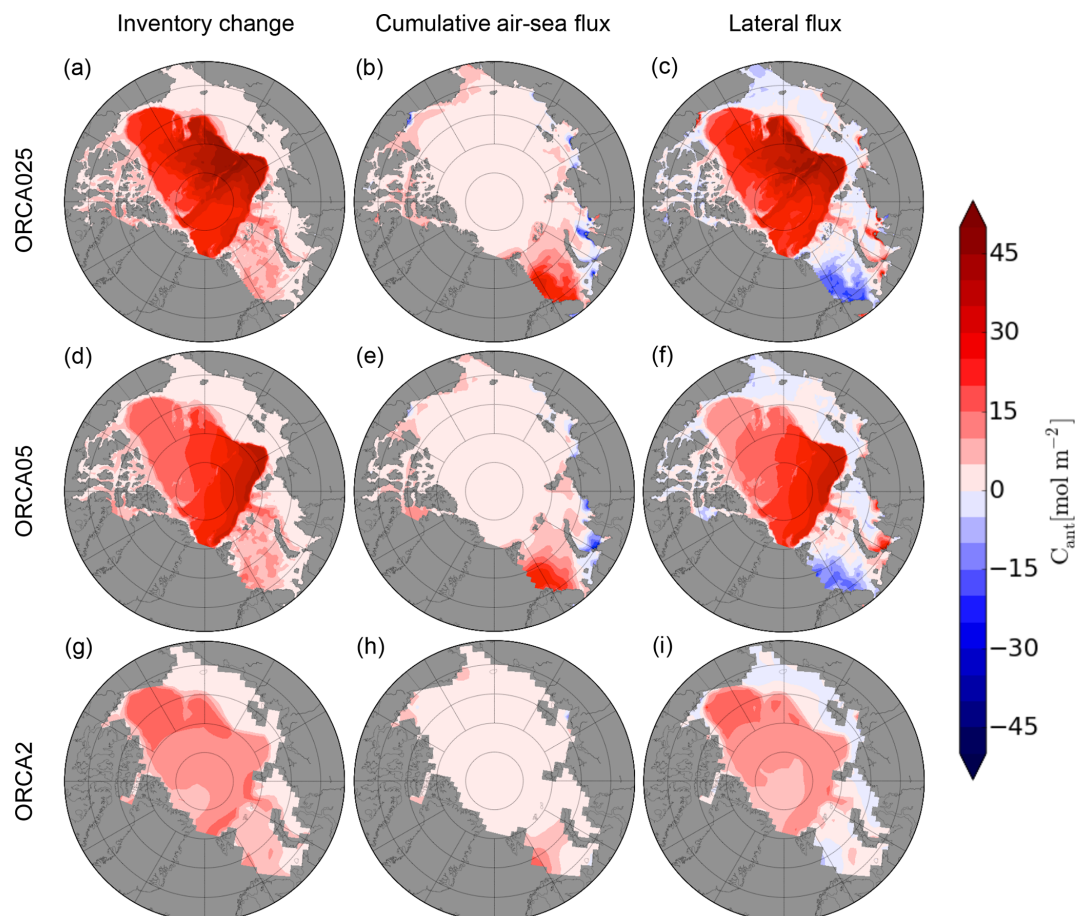 Inventory change Cumulative air-sea flux Lateral flux
(a) (b) (c)
ORCA025
(d) (e) (f)
ORCA05
(g) (h) (i)
ORCA2
45
30
15
0
−15
−30
−45
C_ant[mol m⁻²]